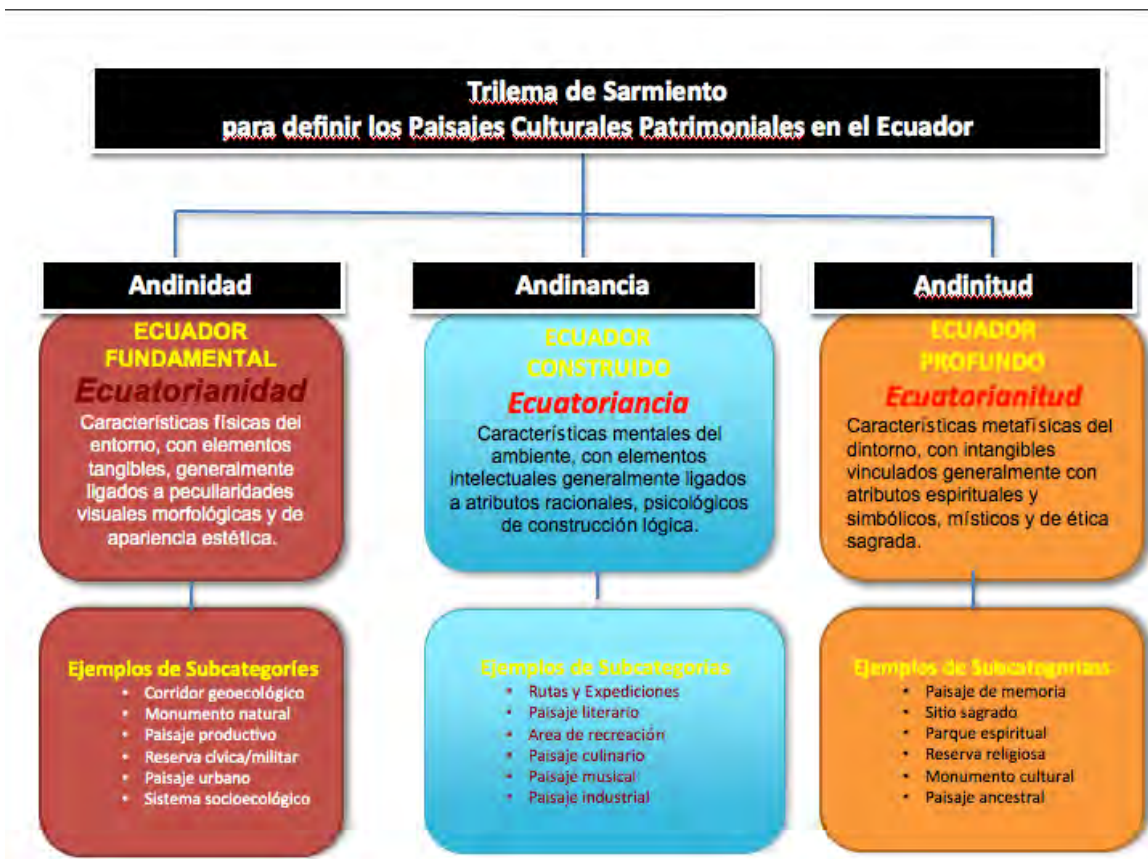 Trilema de Sarmiento
para definir los Paisajes Culturales Patrimoniales en el Ecuador
Andinidad
ECUADOR
FUNDAMENTAL
Ecuatorianidad
Características físicas del
entorno, con elementos
tangibles, generalmente
ligados a peculiaridades
visuales morfológicas y de
apariencia estética.
Ejemplos de Subcategoríes
• Corridor geoecológico
• Monumento natural
• Paisaje productivo
• Reserva cívica/militar
• Paisaje urbano
• Sistema socioecológico
Andinancia
ECUADOR
CONSTRUIDO
Ecuatoriancia
Características mentales del
ambiente, con elementos
intelectuales generalmente ligados
a atributos racionales, psicológicos
de construcción lógica.
Ejemplos de Subcategorías
• Rutas y Expediciones
• Paisaje literario
• Area de recreación
• Paisaje culinario
• Paisaje musical
• Paisaje industrial
Andinitud
ECUADOR
PROFUNDO
Ecuatorianitud
Características metafísicas del
dintorno, con intangibles
vinculados generalmente con
atributos espirituales y
simbólicos, místicos y de ética
sagrada.
Ejemplos de Subcategorías
• Paisaje de memoria
• Sitio sagrado
• Parque espiritual
• Reserva religiosa
• Monumento cultural
• Paisaje ancestral